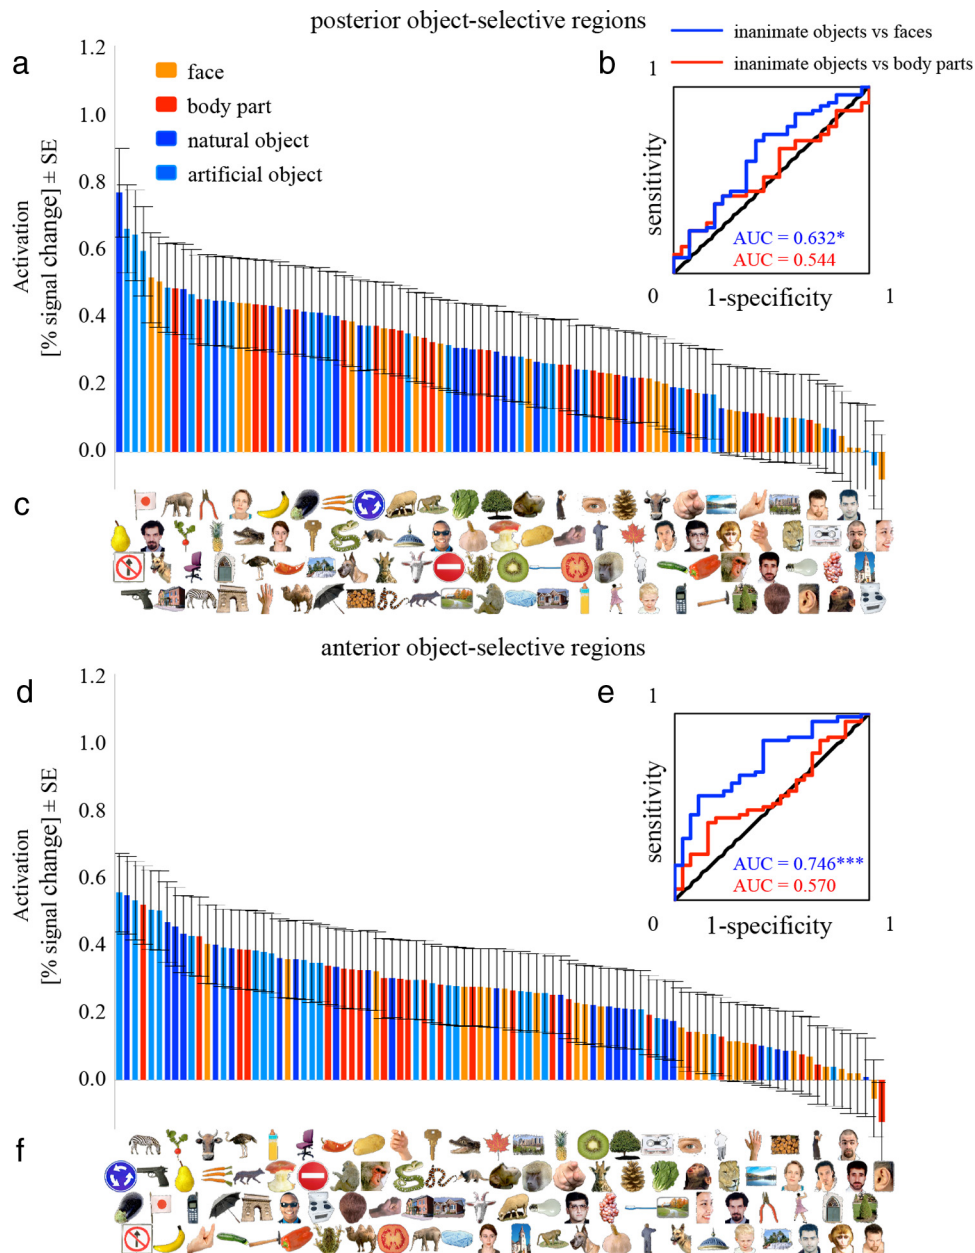 posterior object-selective regions
inanimate objects vs faces
inanimate objects vs body parts
a
1.2
1.0
0.8
0.6
0.4
0.2
0.0
Activation
[% signal change] ± SE
face
body part
natural object
artificial object
b
1
sensitivity
AUC = 0.632*
AUC = 0.544
0
1-specificity
1
c
anterior object-selective regions
d
1.2
1.0
0.8
0.6
0.4
0.2
0.0
Activation
[% signal change] ± SE
e
1
sensitivity
AUC = 0.746***
AUC = 0.570
0
1-specificity
1
f